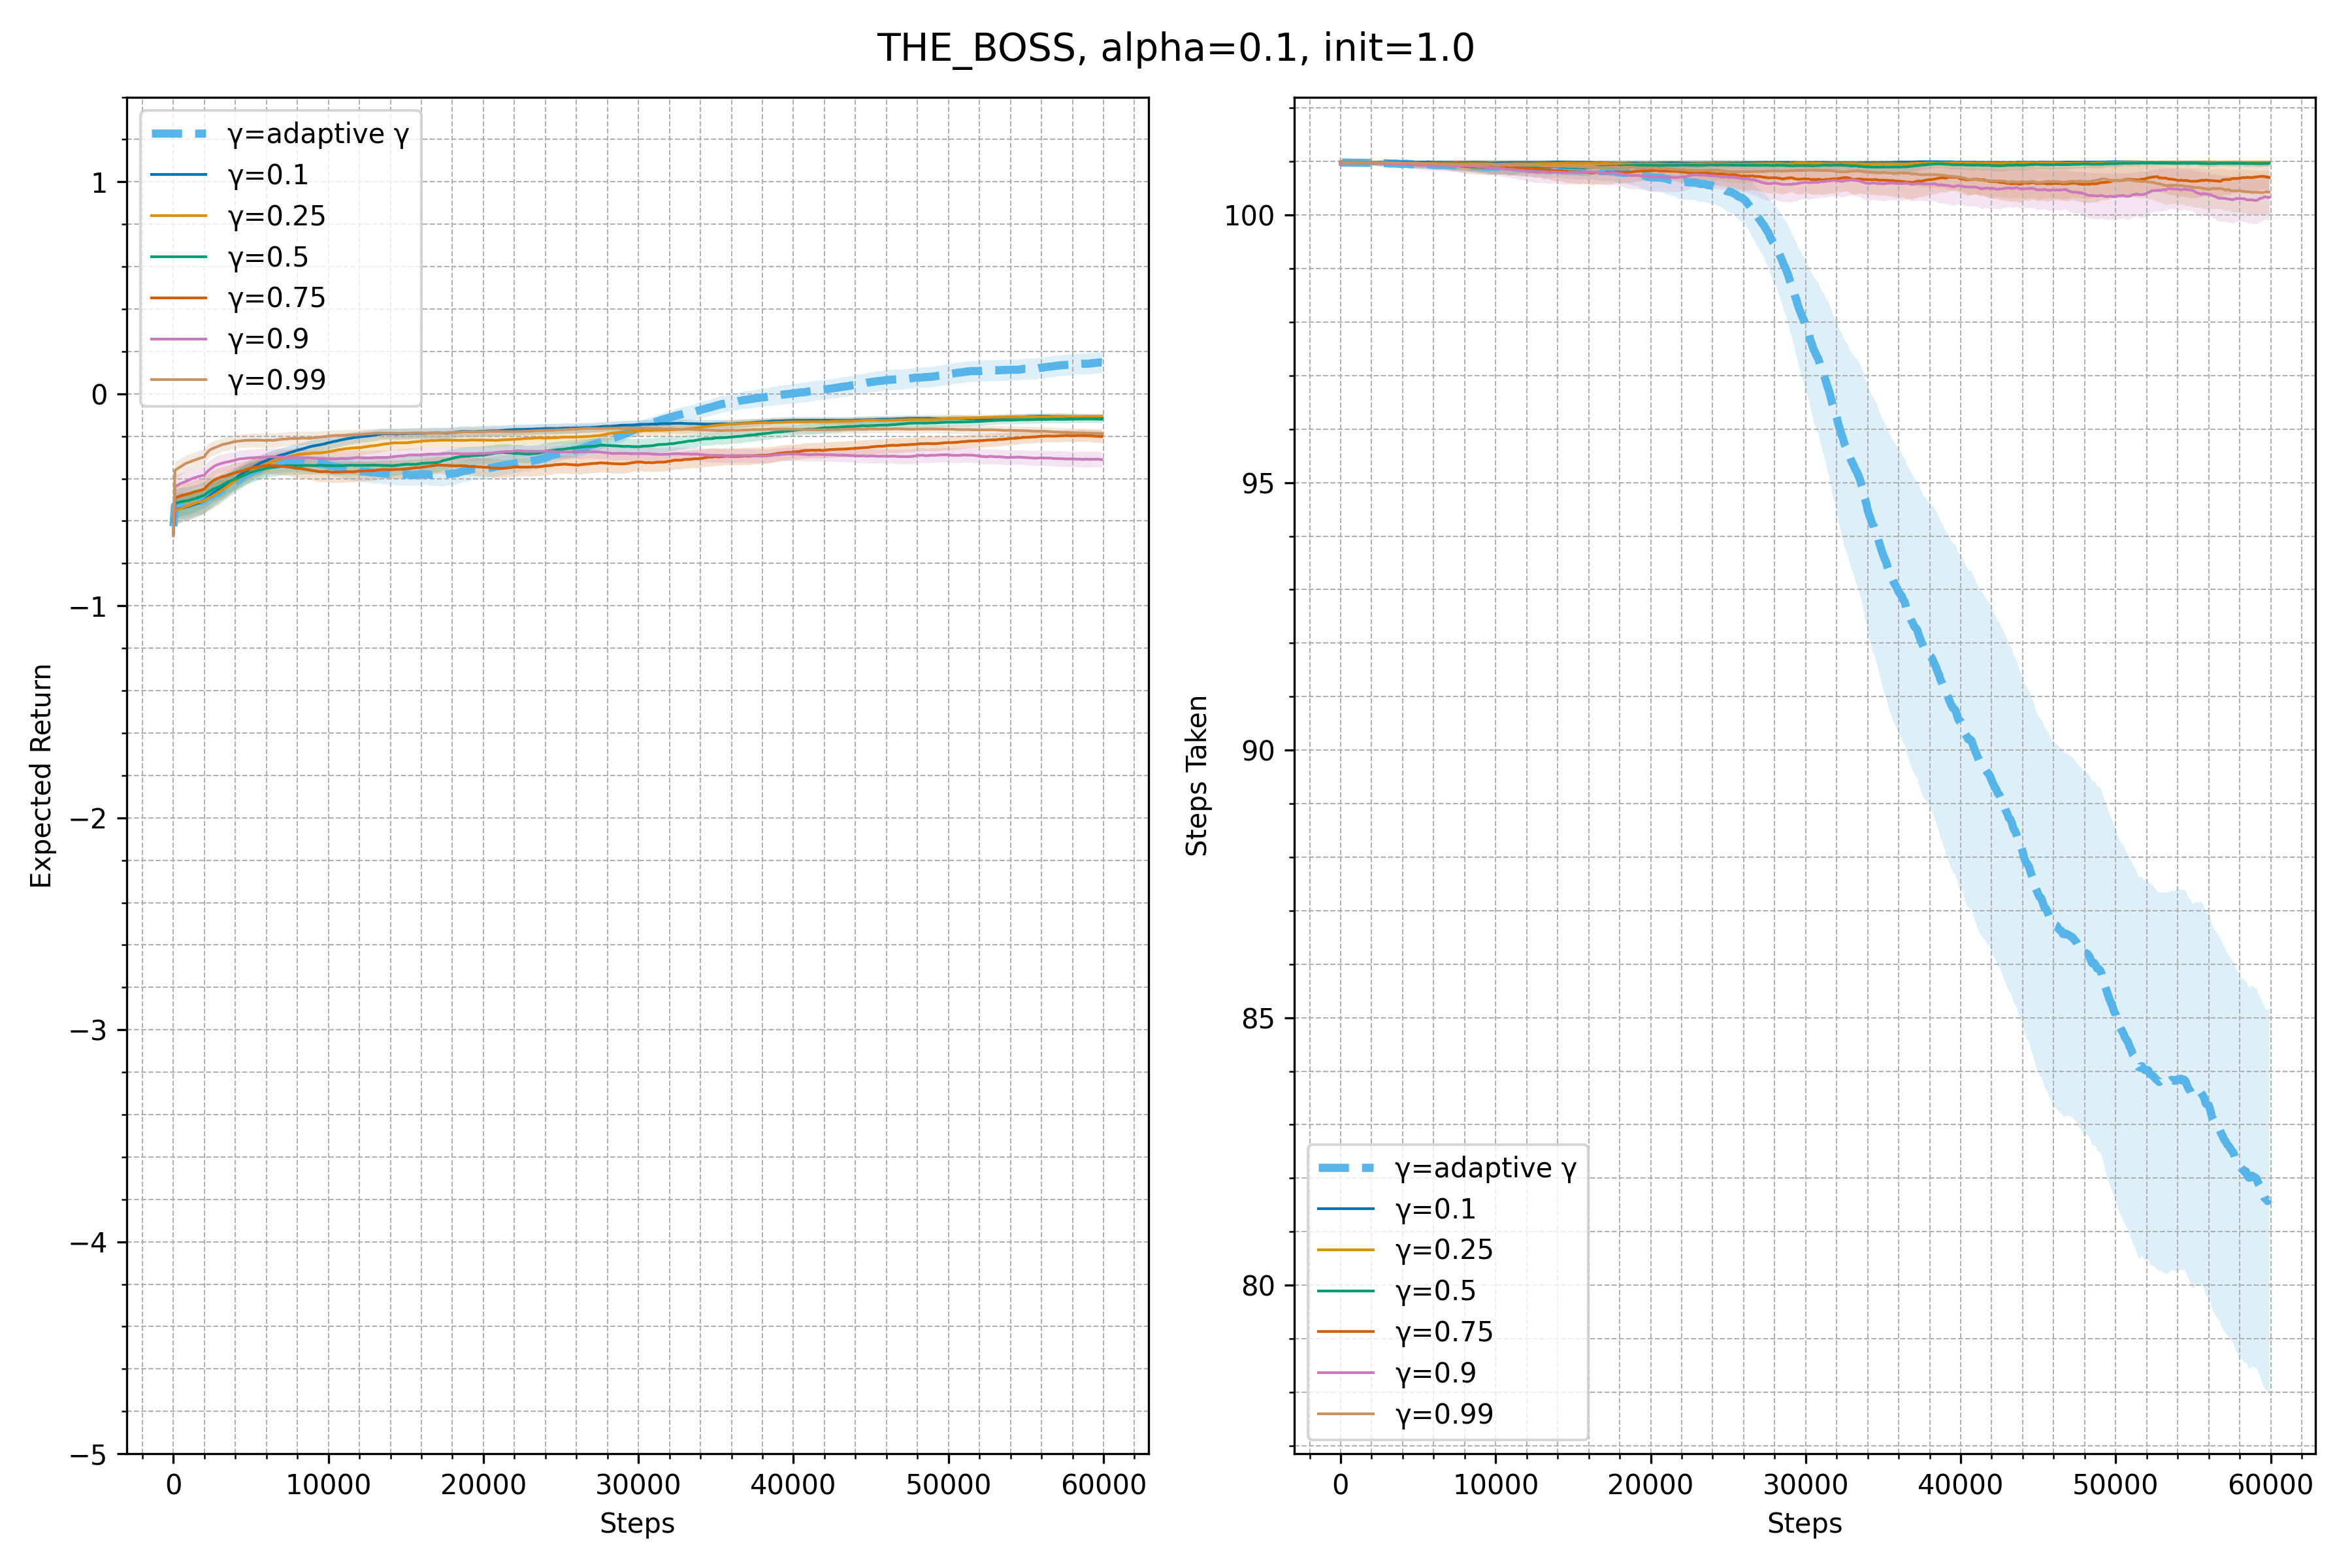 THE_BOSS, alpha=0.1, init=1.0
γ=adaptive γ
γ=0.1
γ=0.25
γ=0.5
γ=0.75
γ=0.9
γ=0.99
1
0
−1
−2
−3
−4
−5
Expected Return
0 10000 20000 30000 40000 50000 60000
Steps
100
95
90
85
80
Steps Taken
γ=adaptive γ
γ=0.1
γ=0.25
γ=0.5
γ=0.75
γ=0.9
γ=0.99
0 10000 20000 30000 40000 50000 60000
Steps